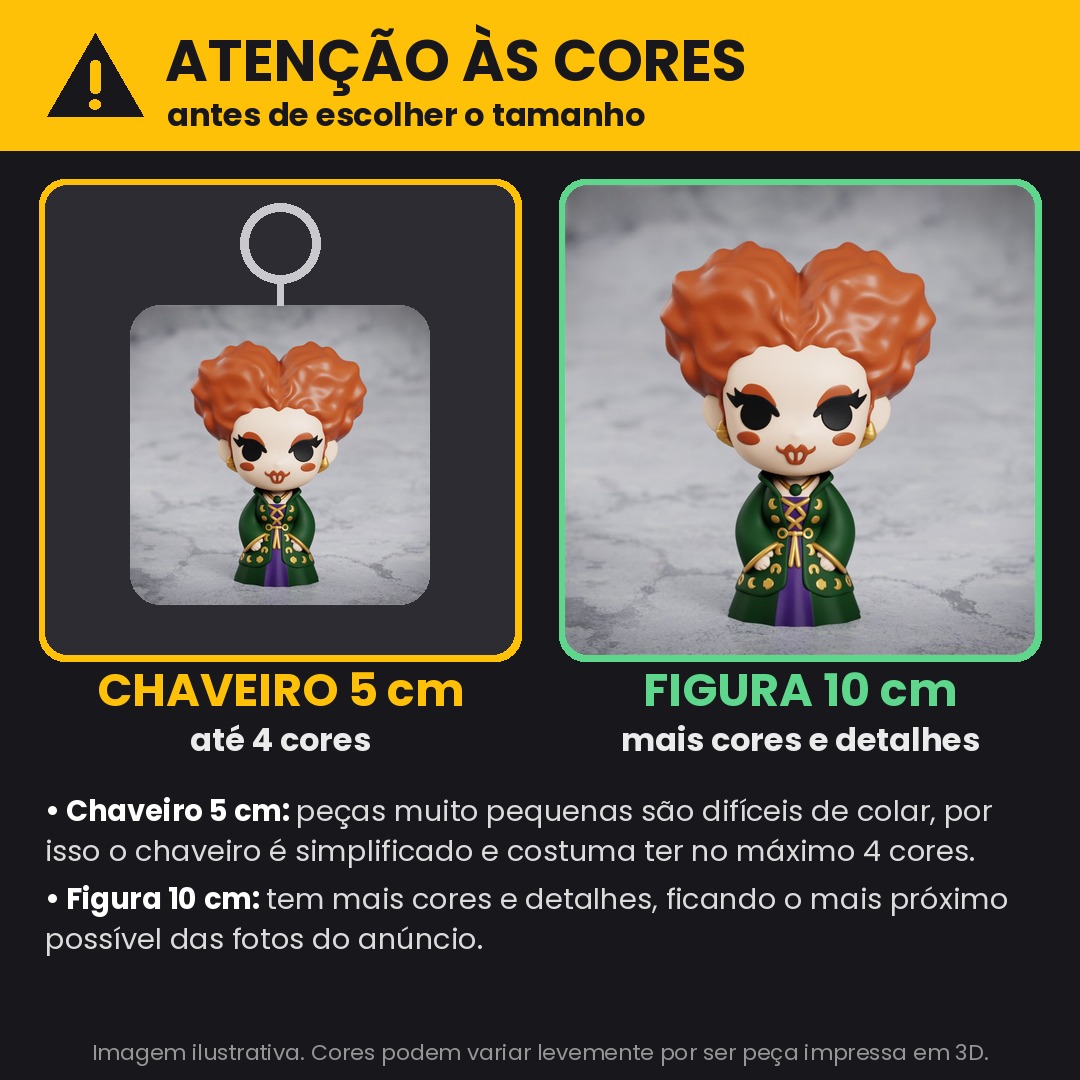 ATENÇÃO ÀS CORES
antes de escolher o tamanho
CHAVEIRO 5 cm
até 4 cores
FIGURA 10 cm
mais cores e detalhes
• Chaveiro 5 cm: peças muito pequenas são difíceis de colar, por
isso o chaveiro é simplificado e costuma ter no máximo 4 cores.
• Figura 10 cm: tem mais cores e detalhes, ficando o mais próximo
possível das fotos do anúncio.
Imagem ilustrativa. Cores podem variar levemente por ser peça impressa em 3D.